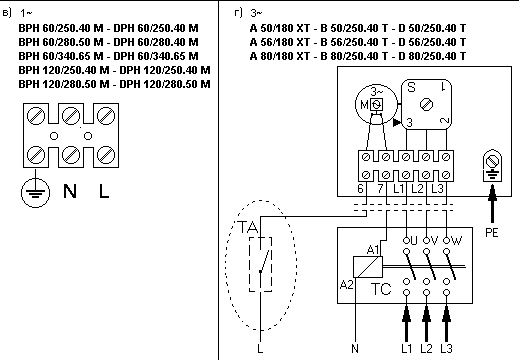 в) 1~
BPH 60/250.40 M - DPH 60/250.40 M
BPH 60/280.50 M - DPH 60/280.40 M
BPH 60/340.65 M - DPH 60/340.65 M
BPH 120/250.40 M - DPH 120/250.40 M
BPH 120/280.50 M - DPH 120/280.50 M
N L
г) 3~
A 50/180 XT - B 50/250.40 T - D 50/250.40 T
A 56/180 XT - B 56/250.40 T - D 56/250.40 T
A 80/180 XT - B 80/250.40 T - D 80/250.40 T
3~
M
S 1
3 2
6 7 L1 L2 L3
PE
TA
A1 U V W
A2 TC
L N L1 L2 L3